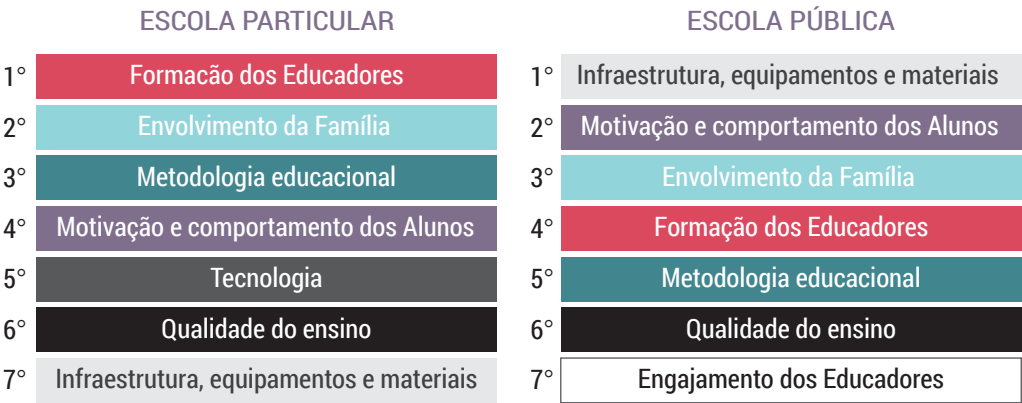 ESCOLA PARTICULAR
1° Formacão dos Educadores
2° Envolvimento da Família
3° Metodologia educacional
4° Motivação e comportamento dos Alunos
5° Tecnologia
6° Qualidade do ensino
7° Infraestrutura, equipamentos e materiais
ESCOLA PÚBLICA
1° Infraestrutura, equipamentos e materiais
2° Motivação e comportamento dos Alunos
3° Envolvimento da Família
4° Formação dos Educadores
5° Metodologia educacional
6° Qualidade do ensino
7° Engajamento dos Educadores